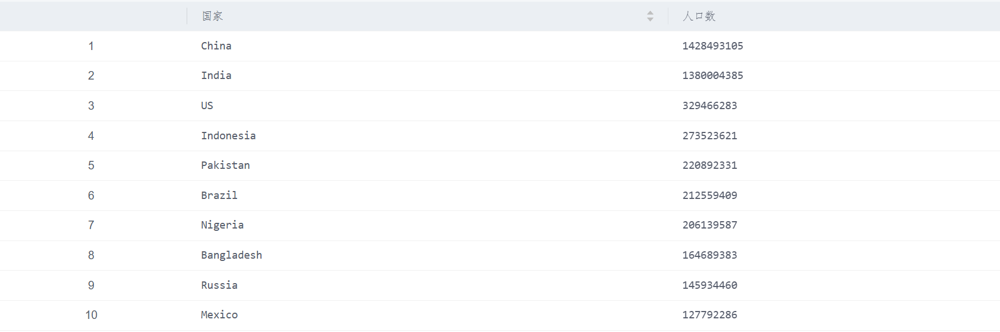 国家 人口数
1 China 1428493105
2 India 1380004385
3 US 329466283
4 Indonesia 273523621
5 Pakistan 220892331
6 Brazil 212559409
7 Nigeria 206139587
8 Bangladesh 164689383
9 Russia 145934460
10 Mexico 127792286